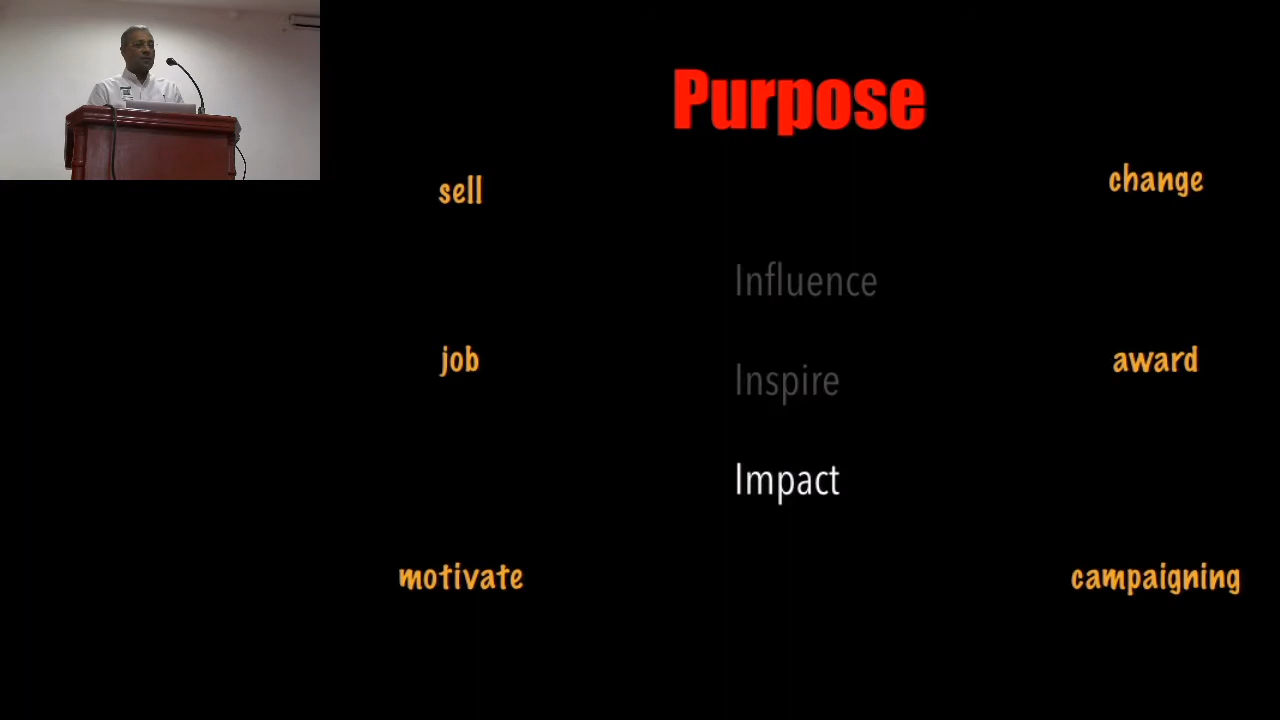 Purpose
sell
change
Influence
job
award
Inspire
Impact
motivate
campaigning